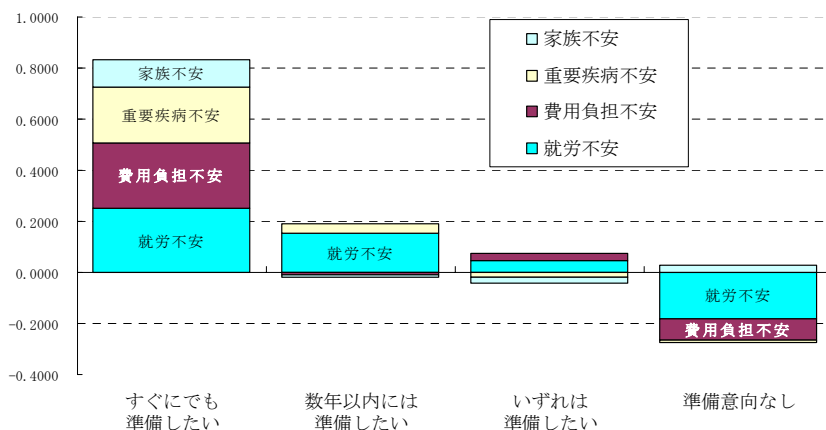 1.0000
0.8000
0.6000
0.4000
0.2000
0.0000
-0.2000
-0.4000
家族不安
重要疾病不安
費用負担不安
就労不安
家族不安
重要疾病不安
費用負担不安
就労不安
就労不安
就労不安
費用負担不安
すぐにでも
準備したい
数年以内には
準備したい
いずれは
準備したい
準備意向なし